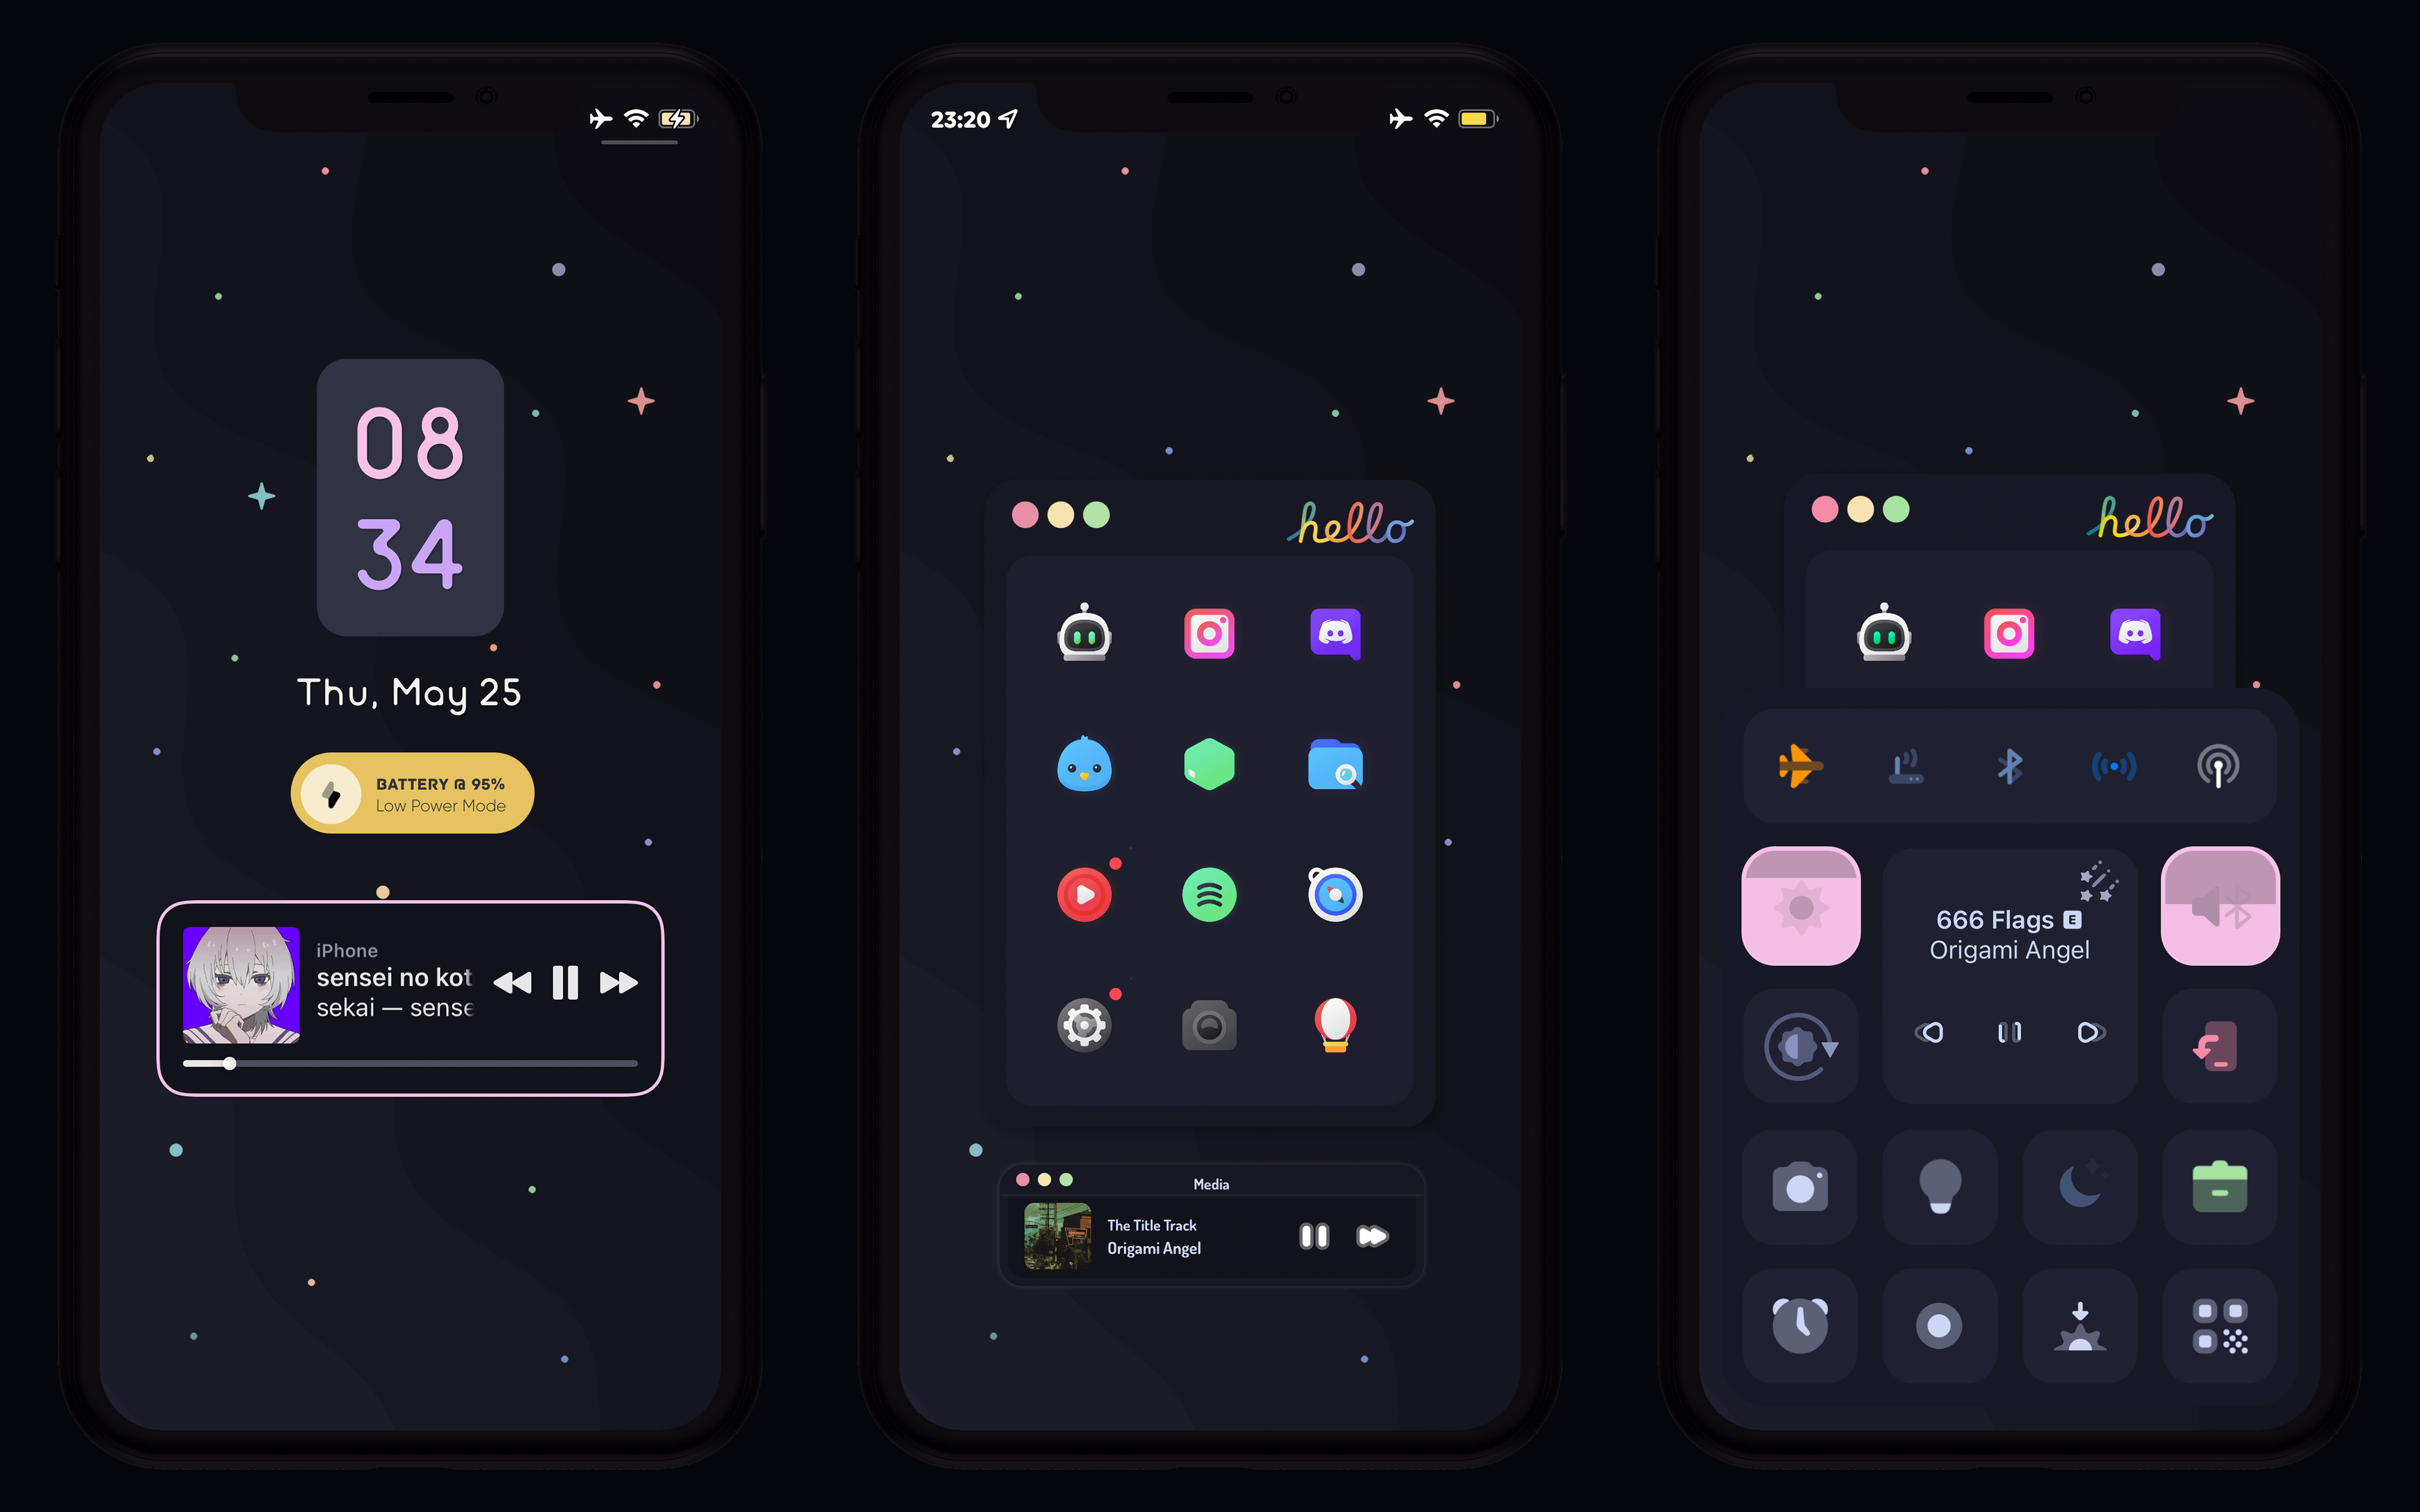 08
34
Thu, May 25
BATTERY @ 95%
Low Power Mode
iPhone
sensei no kot
sekai — sense
23:20
hello
Media
The Title Track
Origami Angel
hello
666 Flags E
Origami Angel